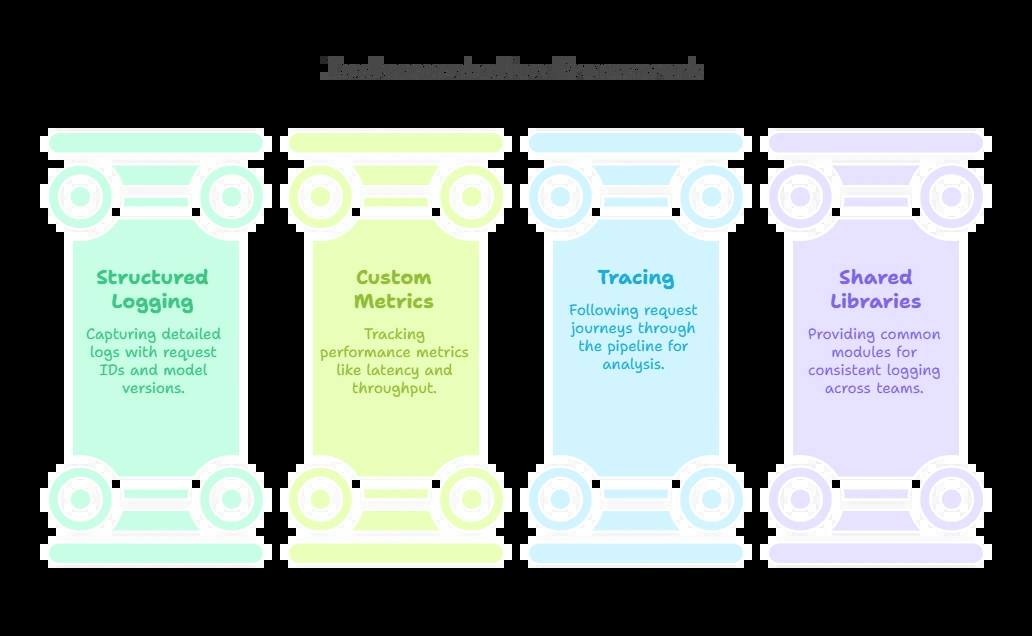 Structured
Logging
Capturing detailed
logs with request
IDs and model
versions.
Custom
Metrics
Tracking
performance metrics
like latency and
throughput.
Tracing
Following request
journeys through
the pipeline for
analysis.
Shared
Libraries
Providing common
modules for
consistent logging
across teams.